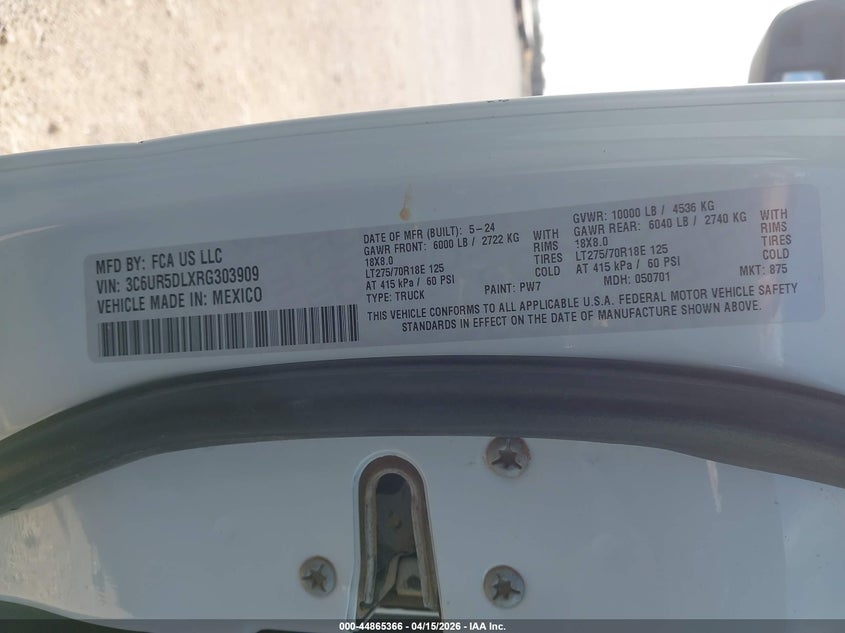 MFD BY: FCA US LLC
VIN: 3C6UR5DLXRG303909
VEHICLE MADE IN: MEXICO
DATE OF MFR (BUILT): 5-24
GAWR FRONT: 6000 LB / 2722 KG WITH
18X8.0 RIMS
LT275/70R18E 125 TIRES
AT 415 kPa / 60 PSI COLD
TYPE: TRUCK PAINT: PW7
GVWR: 10000 LB / 4536 KG
GAWR REAR: 6040 LB / 2740 KG WITH
18X8.0 RIMS
LT275/70R18E 125 TIRES
AT 415 kPa / 60 PSI COLD
MDH: 050701 MKT: 875
THIS VEHICLE CONFORMS TO ALL APPLICABLE U.S.A. FEDERAL MOTOR VEHICLE SAFETY
STANDARDS IN EFFECT ON THE DATE OF MANUFACTURE SHOWN ABOVE.
000-44865366 - 04/15/2026 - IAA Inc.